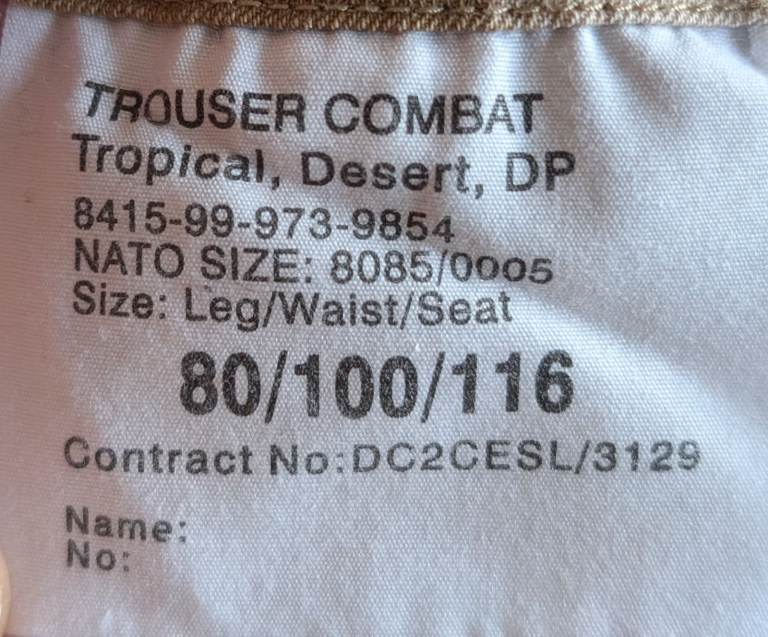 TROUSER COMBAT
Tropical, Desert, DP
8415-99-973-9854
NATO SIZE: 8085/0005
Size: Leg/Waist/Seat
80/100/116
Contract No:DC2CESL/3129
Name:
No: